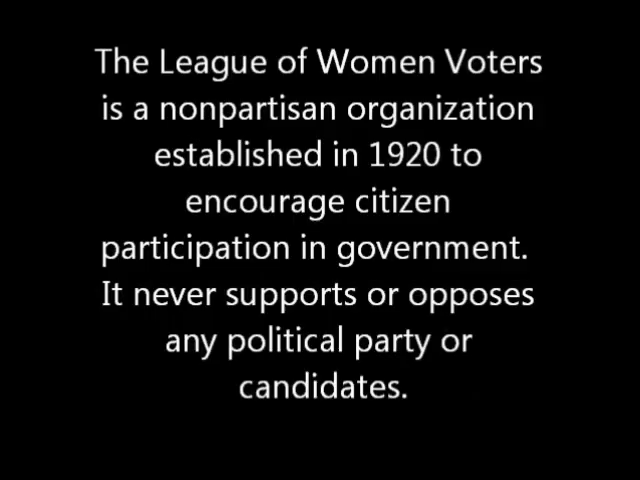 The League of Women Voters
is a nonpartisan organization
established in 1920 to
encourage citizen
participation in government.
It never supports or opposes
any political party or
candidates.